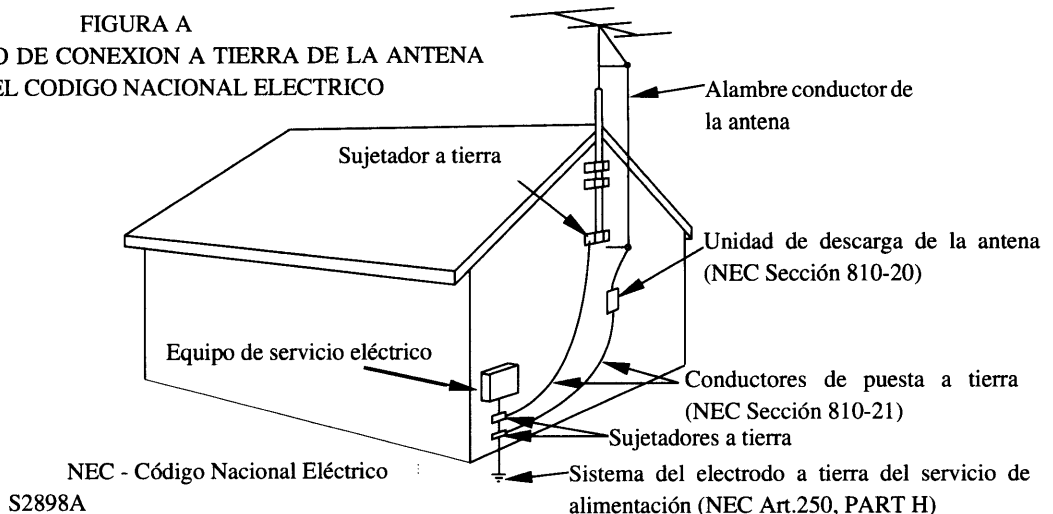 FIGURA A
O DE CONEXION A TIERRA DE LA ANTENA
EL CODIGO NACIONAL ELECTRICO
Alambre conductor de
la antena
Sujetador a tierra
Unidad de descarga de la antena
(NEC Sección 810-20)
Equipo de servicio eléctrico
Conductores de puesta a tierra
(NEC Sección 810-21)
Sujetadores a tierra
NEC - Código Nacional Eléctrico
Sistema del electrodo a tierra del servicio de
alimentación (NEC Art.250, PART H)
S2898A